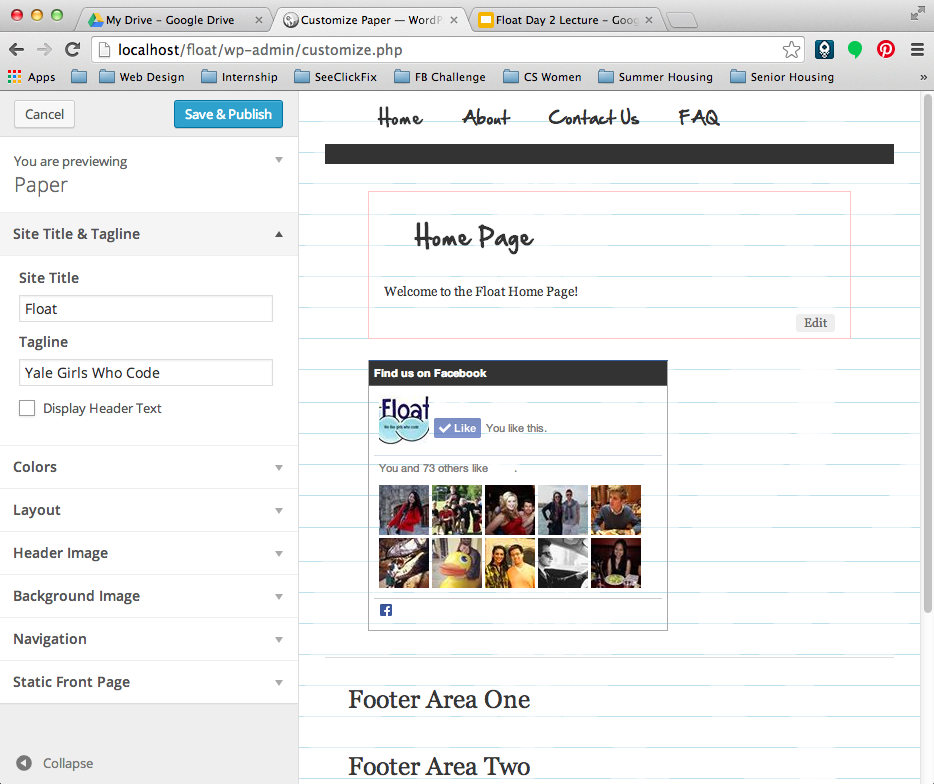 My Drive – Google Drive
Customize Paper — WordP
Float Day 2 Lecture – Goog
localhost/float/wp-admin/customize.php
Apps
Web Design
Internship
SeeClickFix
FB Challenge
CS Women
Summer Housing
Senior Housing
»
Cancel
Save & Publish
You are previewing
Paper
Site Title & Tagline
Site Title
Float
Tagline
Yale Girls Who Code
Display Header Text
Colors
Layout
Header Image
Background Image
Navigation
Static Front Page
Collapse
Home About Contact Us FAQ
Home Page
Welcome to the Float Home Page!
Edit
Find us on Facebook
Float
We the girls who code
Like You like this.
You and 73 others like .
Footer Area One
Footer Area Two